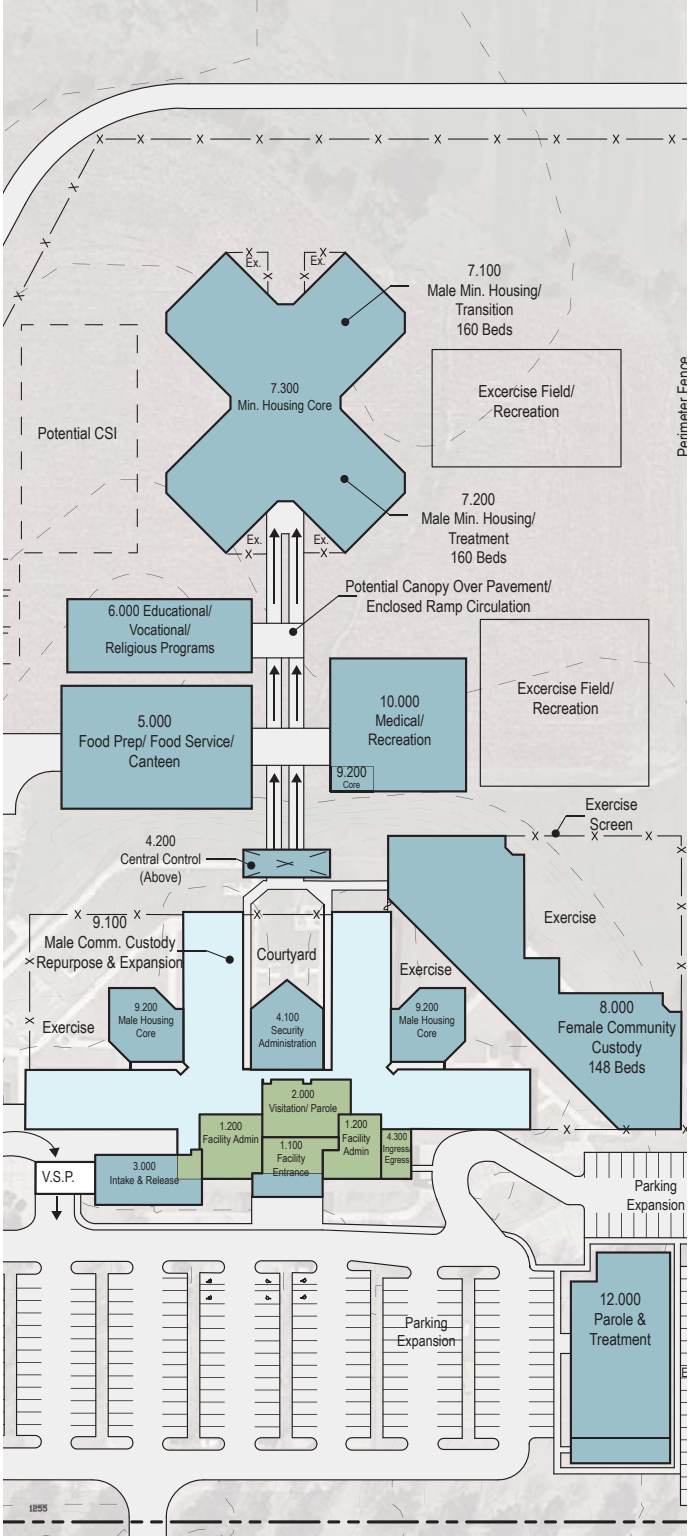 Ex.
Ex.
7.100
Male Min. Housing/
Transition
160 Beds
7.300
Min. Housing Core
Excercise Field/
Recreation
Perimeter Fence
Potential CSI
7.200
Male Min. Housing/
Treatment
160 Beds
Ex.
Ex.
Potential Canopy Over Pavement/
Enclosed Ramp Circulation
6.000 Educational/
Vocational/
Religious Programs
5.000
Food Prep/ Food Service/
Canteen
10.000
Medical/
Recreation
9.200
Core
Excercise Field/
Recreation
Exercise
Screen
4.200
Central Control
(Above)
9.100
Male Comm. Custody
Repurpose & Expansion
Courtyard
Exercise
Exercise
Exercise
9.200
Male Housing
Core
4.100
Security
Administration
9.200
Male Housing
Core
8.000
Female Community
Custody
148 Beds
2.000
Visitation/ Parole
1.200
Facility Admin
1.100
Facility
Entrance
1.200
Facility
Admin
4.300
Ingress/
Egress
V.S.P.
3.000
Intake & Release
Parking
Expansion
Parking
Expansion
12.000
Parole &
Treatment
1255